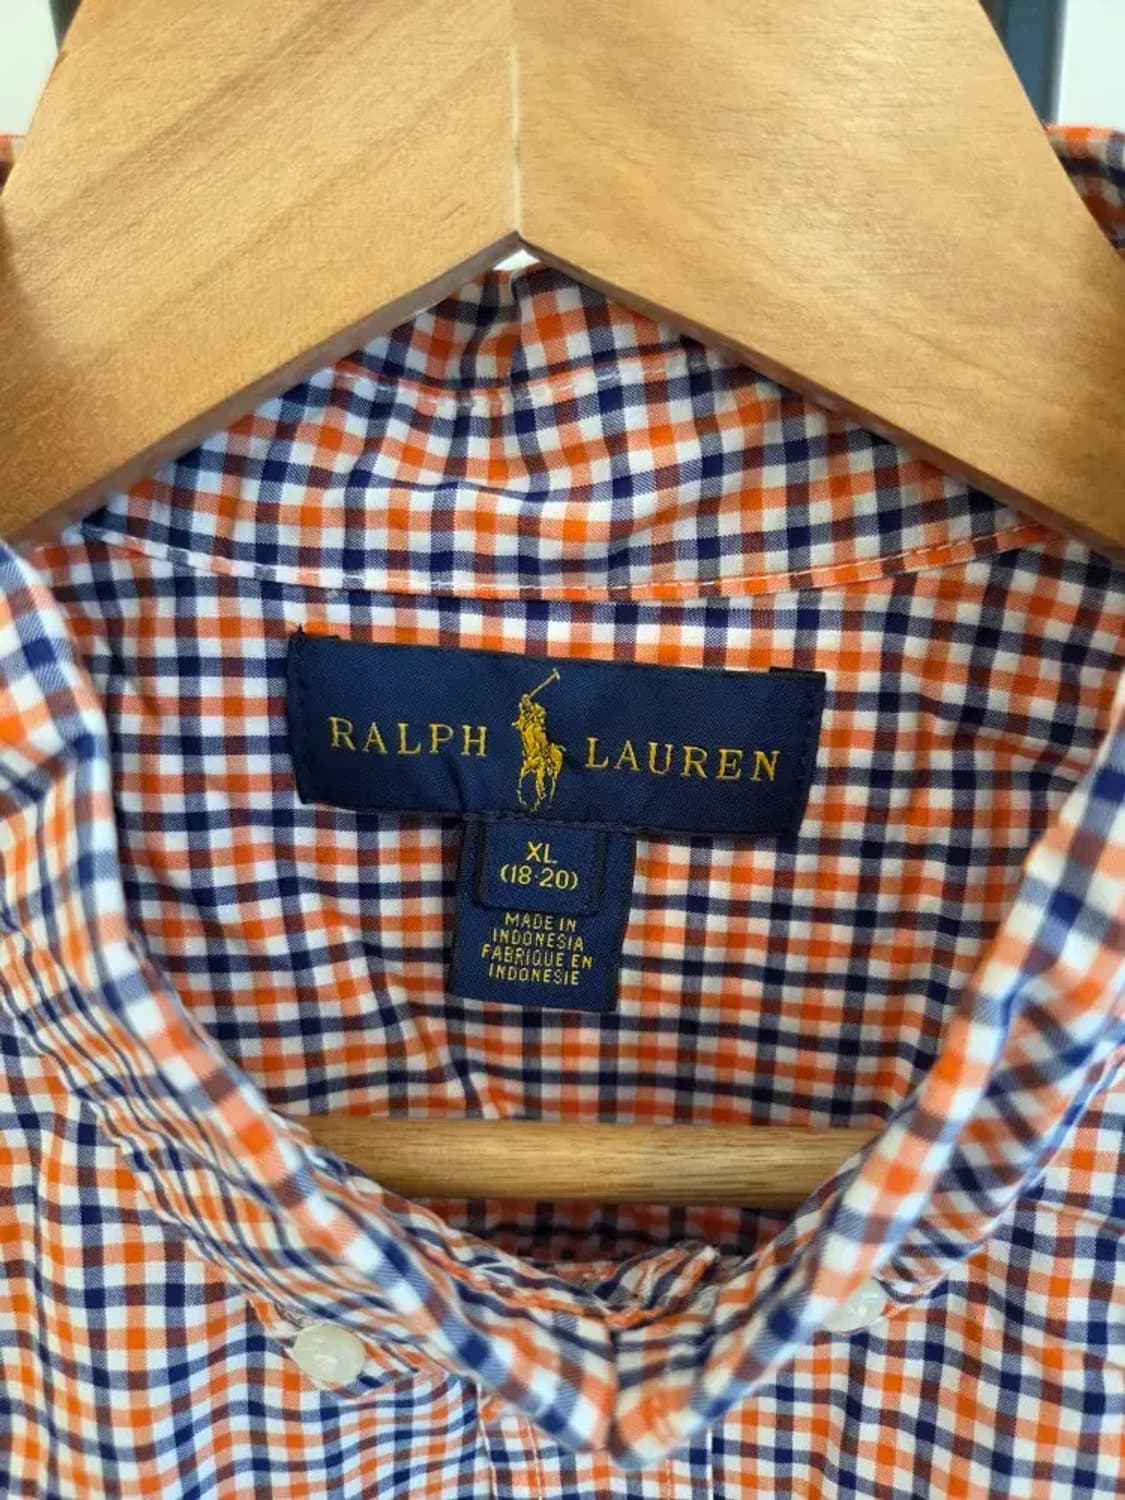 RALPH LAUREN
XL
(18-20)
MADE IN
INDONESIA
FABRIQUE EN
INDONESIE